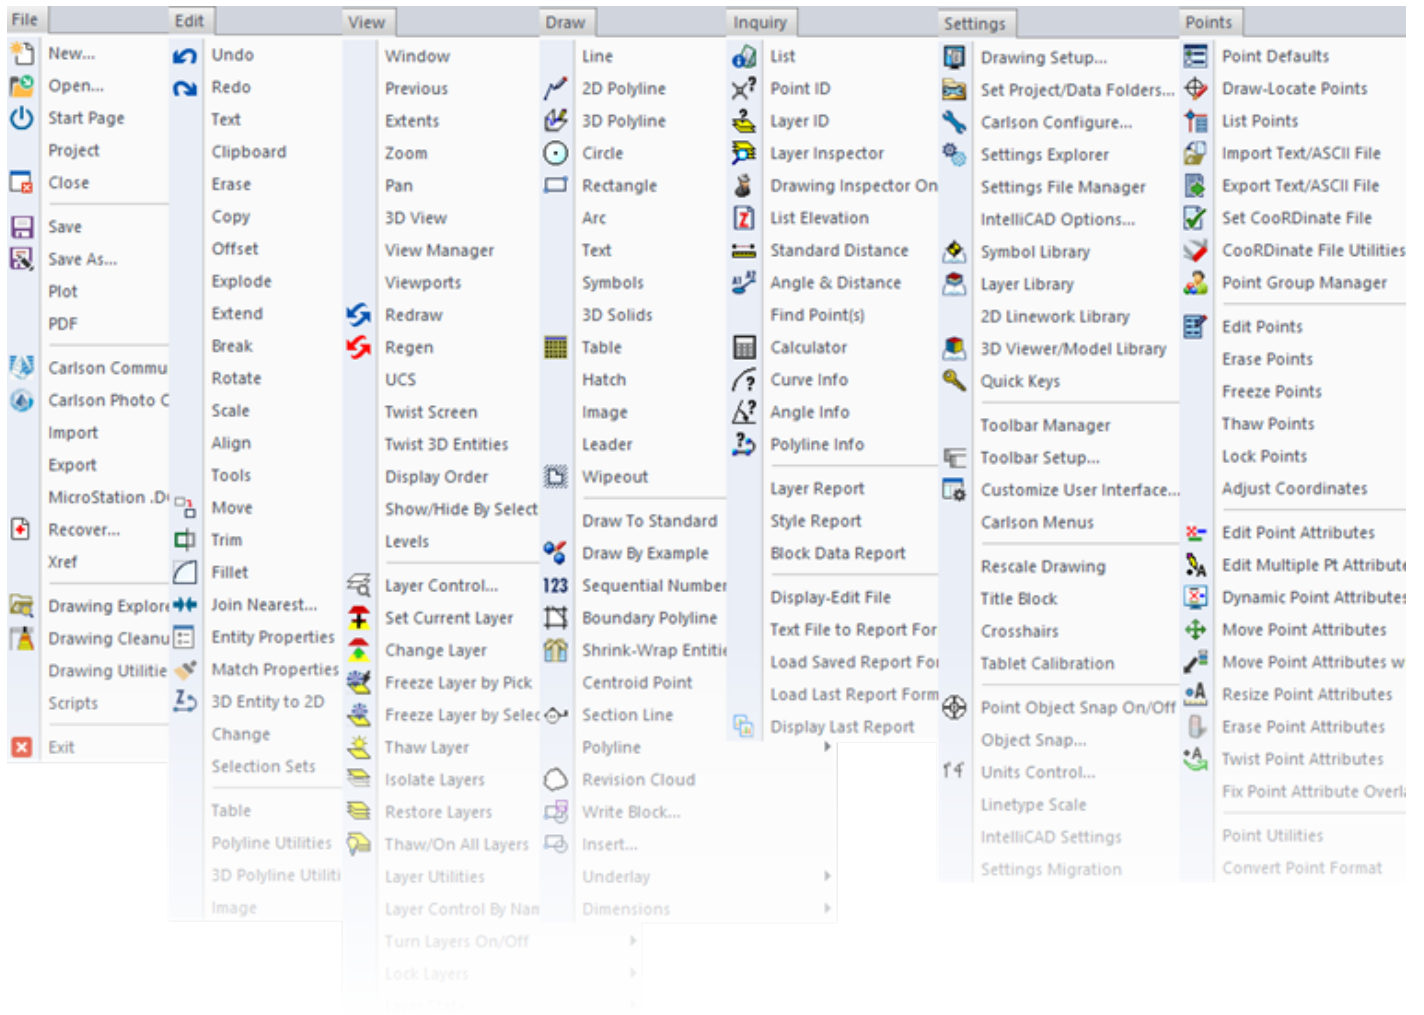 File
New...
Open...
Start Page
Project
Close
Save
Save As...
Plot
PDF
Carlson Commu
Carlson Photo C
Import
Export
MicroStation .D
Recover...
Xref
Drawing Explore
Drawing Cleanu
Drawing Utilitie
Scripts
Exit
Edit
Undo
Redo
Text
Clipboard
Erase
Copy
Offset
Explode
Extend
Break
Rotate
Scale
Align
Tools
Move
Trim
Fillet
Join Nearest...
Entity Properties
Match Properties
3D Entity to 2D
Change
Selection Sets
Table
Polyline Utilities
3D Polyline Utiliti
Image
View
Window
Previous
Extents
Zoom
Pan
3D View
View Manager
Viewports
Redraw
Regen
UCS
Twist Screen
Twist 3D Entities
Display Order
Show/Hide By Select
Levels
Layer Control...
Set Current Layer
Change Layer
Freeze Layer by Pick
Freeze Layer by Selec
Thaw Layer
Isolate Layers
Restore Layers
Thaw/On All Layers
Layer Utilities
Layer Control By Nam
Turn Layers On/Off
Lock Layers
Draw
Line
2D Polyline
3D Polyline
Circle
Rectangle
Arc
Text
Symbols
3D Solids
Table
Hatch
Image
Leader
Wipeout
Draw To Standard
Draw By Example
123 Sequential Number
Boundary Polyline
Shrink-Wrap Entitie
Centroid Point
Section Line
Polyline
Revision Cloud
Write Block...
Insert...
Underlay
Dimensions
Inquiry
List
Point ID
Layer ID
Layer Inspector
Drawing Inspector On
List Elevation
Standard Distance
Angle & Distance
Find Point(s)
Calculator
Curve Info
Angle Info
Polyline Info
Layer Report
Style Report
Block Data Report
Display-Edit File
Text File to Report For
Load Saved Report For
Load Last Report Form
Display Last Report
Settings
Drawing Setup...
Set Project/Data Folders...
Carlson Configure...
Settings Explorer
Settings File Manager
IntelliCAD Options...
Symbol Library
Layer Library
2D Linework Library
3D Viewer/Model Library
Quick Keys
Toolbar Manager
Toolbar Setup...
Customize User Interface...
Carlson Menus
Rescale Drawing
Title Block
Crosshairs
Tablet Calibration
Point Object Snap On/Off
Object Snap...
Units Control...
Linetype Scale
IntelliCAD Settings
Settings Migration
Points
Point Defaults
Draw-Locate Points
List Points
Import Text/ASCII File
Export Text/ASCII File
Set CooRDinate File
CooRDinate File Utilities
Point Group Manager
Edit Points
Erase Points
Freeze Points
Thaw Points
Lock Points
Adjust Coordinates
Edit Point Attributes
Edit Multiple Pt Attribute
Dynamic Point Attributes
Move Point Attributes
Move Point Attributes w
Resize Point Attributes
Erase Point Attributes
Twist Point Attributes
Fix Point Attribute Overla
Point Utilities
Convert Point Format